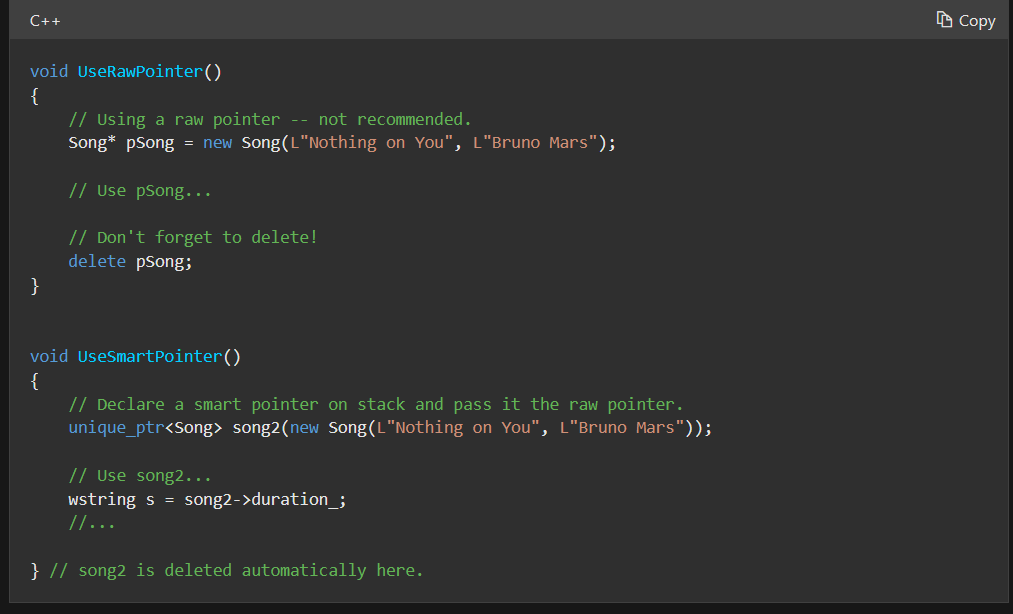 C++
Copy
void UseRawPointer()
{
    // Using a raw pointer -- not recommended.
    Song* pSong = new Song(L"Nothing on You", L"Bruno Mars");
    // Use pSong...
    // Don't forget to delete!
    delete pSong;
}
void UseSmartPointer()
{
    // Declare a smart pointer on stack and pass it the raw pointer.
    unique_ptr<Song> song2(new Song(L"Nothing on You", L"Bruno Mars"));
    // Use song2...
    wstring s = song2->duration_;
    //...
} // song2 is deleted automatically here.